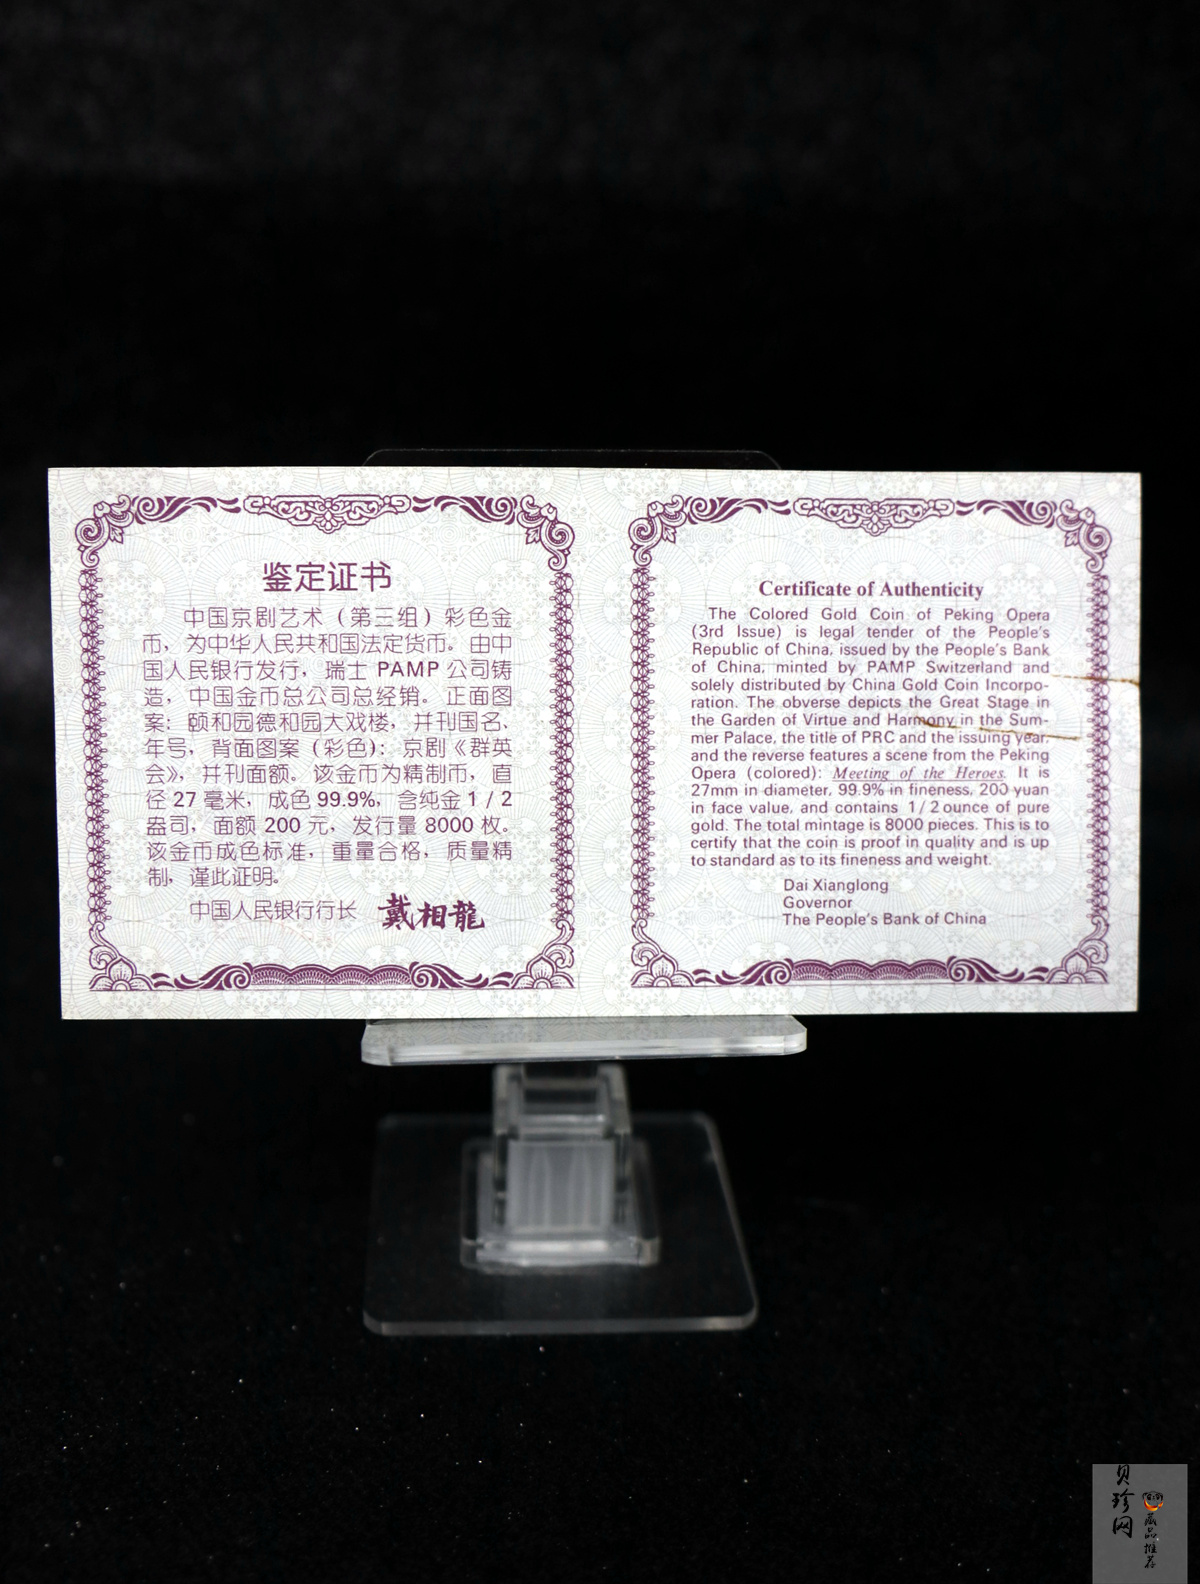 鉴定证书
中国京剧艺术（第三组）彩色金
币，为中华人民共和国法定货币。由中
国人民银行发行，瑞士 PAMP 公司铸
造，中国金币总公司总经销。正面图
案：颐和园德和园大戏楼，并刊国名、
年号，背面图案（彩色）：京剧《群英
会》，并刊面额。该金币为精制币，直
径 27 毫米，成色 99.9%，含纯金 1 / 2
盎司，面额 200 元，发行量 8000 枚。
该金币成色标准，重量合格，质量精
制，谨此证明。
中国人民银行行长 戴相龍
Certificate of Authenticity
The Colored Gold Coin of Peking Opera
(3rd Issue) is legal tender of the People's
Republic of China, issued by the People's Bank
of China, minted by PAMP Switzerland and
solely distributed by China Gold Coin Incorpo-
ration. The obverse depicts the Great Stage in
the Garden of Virtue and Harmony in the Sum-
mer Palace, the title of PRC and the issuing year,
and the reverse features a scene from the Peking
Opera (colored): Meeting of the Heroes. It is
27mm in diameter, 99.9% in fineness, 200 yuan
in face value, and contains 1 / 2 ounce of pure
gold. The total mintage is 8000 pieces. This is to
certify that the coin is proof in quality and is up
to standard as to its fineness and weight.
Dai Xianglong
Governor
The People's Bank of China
贝珍网
藏品推荐